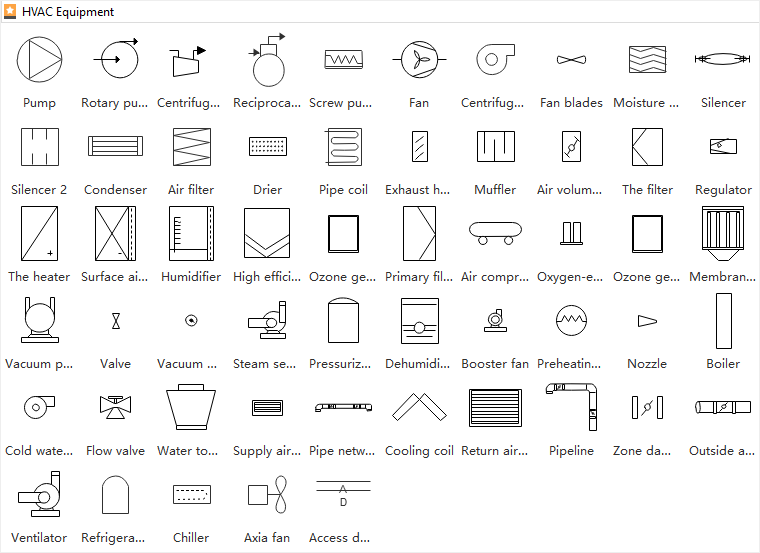 HVAC Equipment
Pump Rotary pu... Centrifug... Reciproca... Screw pu... Fan Centrifug... Fan blades Moisture ... Silencer
Silencer 2 Condenser Air filter Drier Pipe coil Exhaust h... Muffler Air volum... The filter Regulator
The heater Surface ai... Humidifier High effici... Ozone ge... Primary fil... Air compr... Oxygen-e... Ozone ge... Membran...
Vacuum p... Valve Vacuum ... Steam se... Pressuriz... Dehumidi... Booster fan Preheatin... Nozzle Boiler
Cold wate... Flow valve Water to... Supply air... Pipe netw... Cooling coil Return air... Pipeline Zone da... Outside a...
A
D
Ventilator Refrigera... Chiller Axia fan Access d...